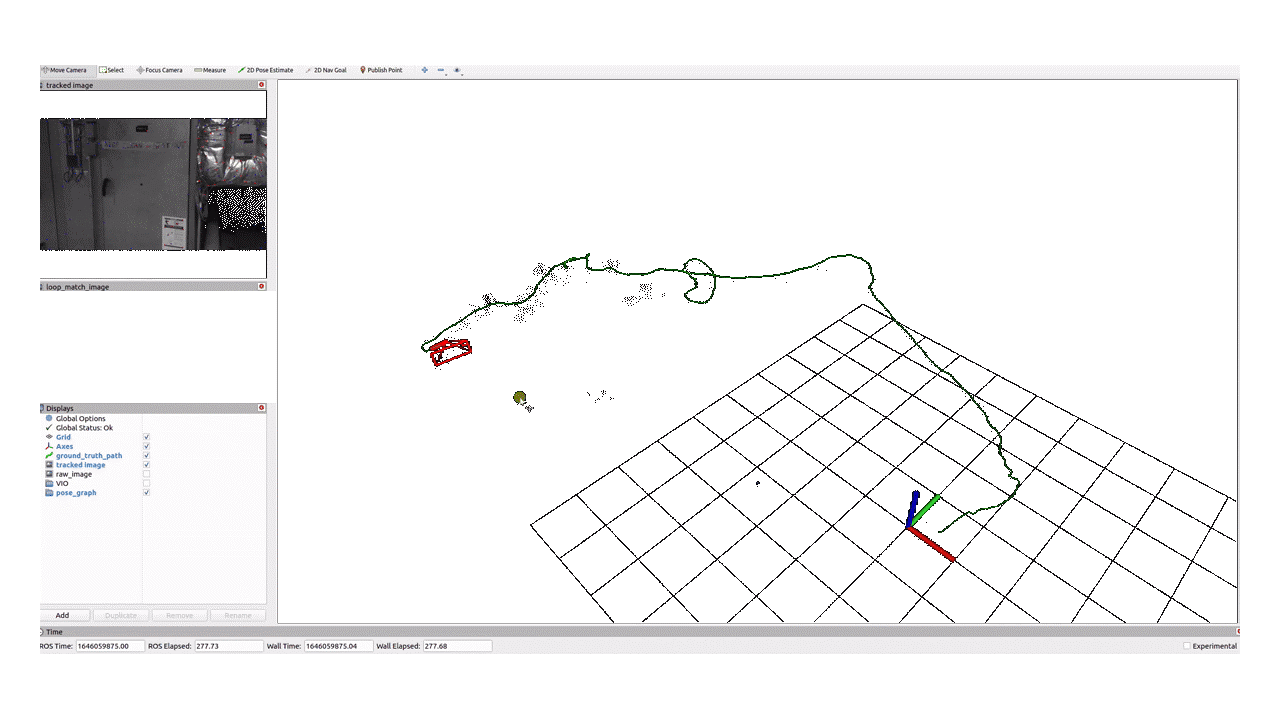 Move Camera Select Focus Camera Measure 2D Pose Estimate 2D Nav Goal Publish Point
tracked image
loop_match_image
Displays
Global Options
Global Status: Ok
Grid
Axes
ground_truth_path
tracked image
raw_image
VIO
pose_graph
Add Duplicate Remove Rename
Time
ROS Time: 1646059875.00 ROS Elapsed: 277.73 Wall Time: 1646059875.04 Wall Elapsed: 277.68 Experimental